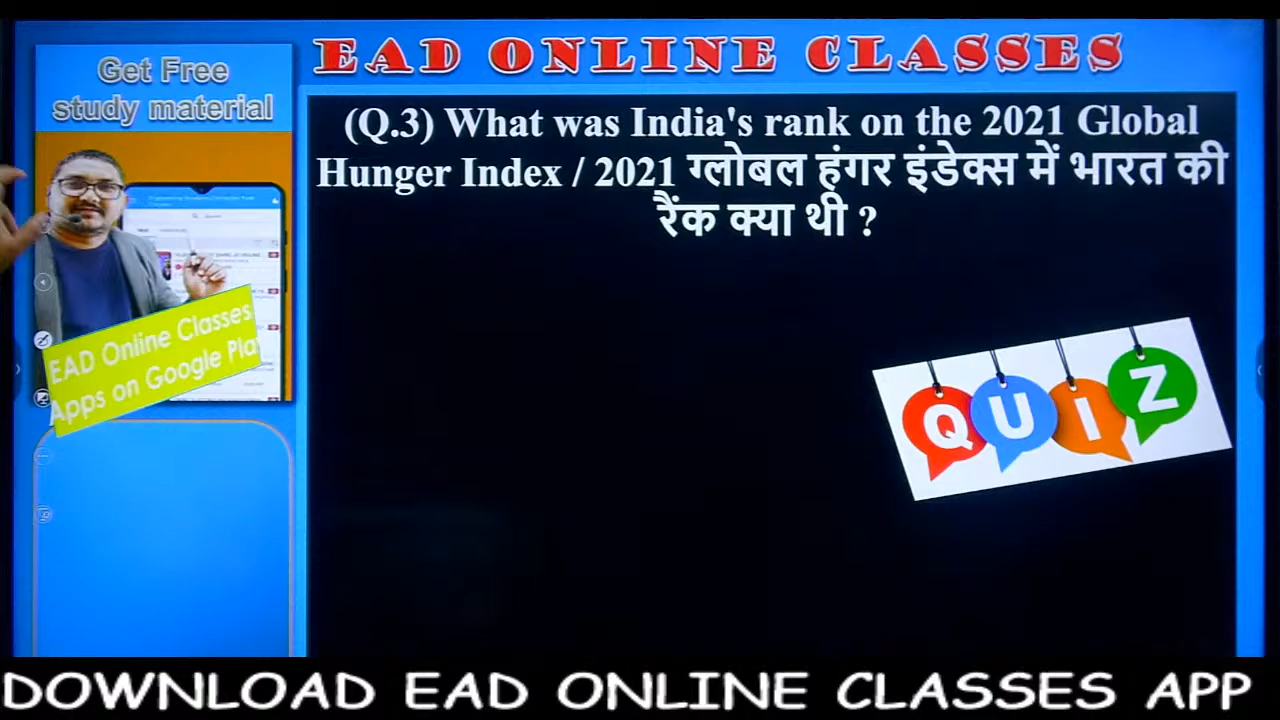 EAD ONLINE CLASSES
Get Free
study material
(Q.3) What was India's rank on the 2021 Global
Hunger Index / 2021 ग्लोबल हंगर इंडेक्स में भारत की
रैंक क्या थी ?
EAD Online Classes
Apps on Google Pla
QUIZ
DOWNLOAD EAD ONLINE CLASSES APP